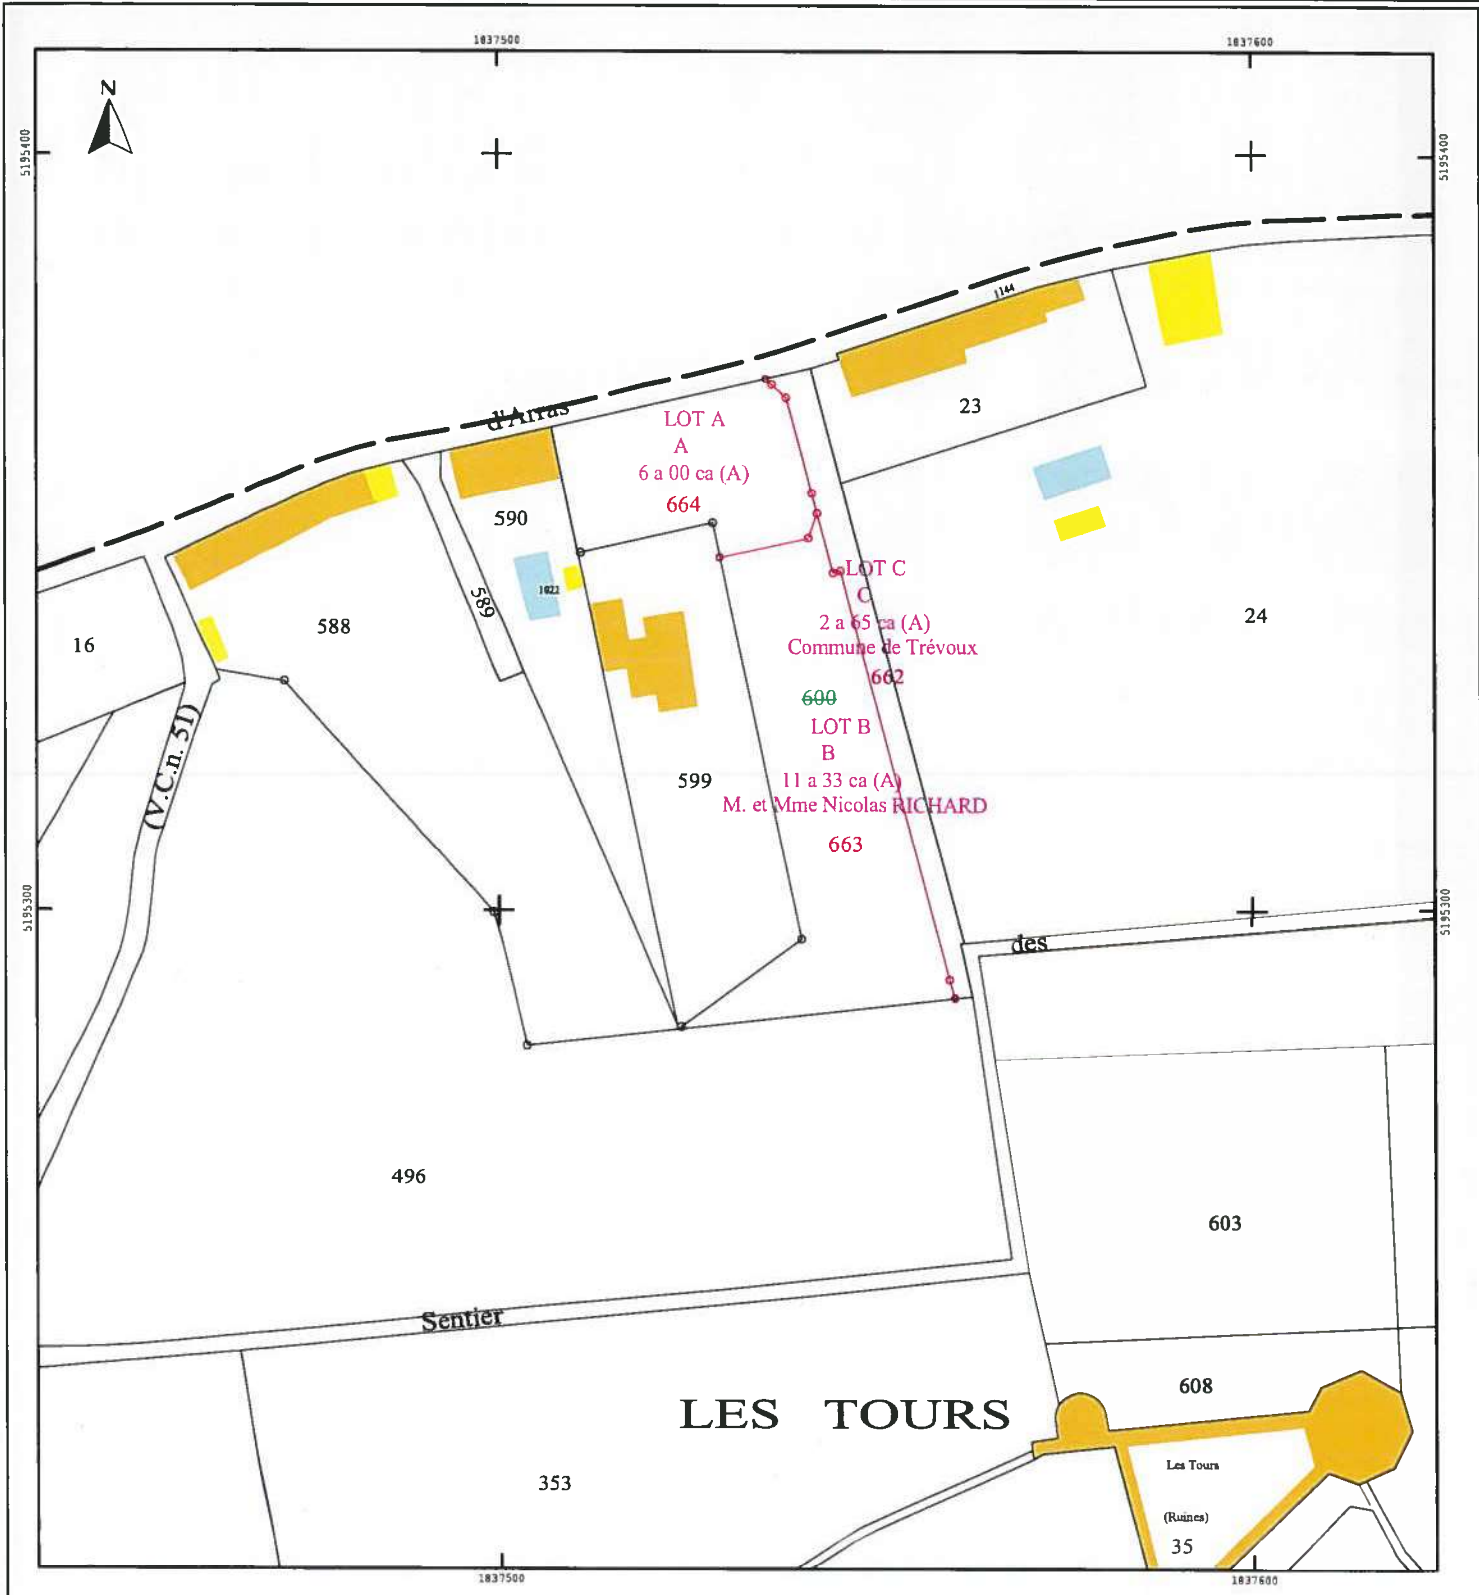 1837500
1837600
N
5195400
5195400
1144
d'Arras
23
LOT A
A
6 a 00 ca (A)
664
590
1022
589
588
16
LOT C
C
2 a 65 ca (A)
Commune de Trévoux
662
24
600
LOT B
B
11 a 33 ca (A)
M. et Mme Nicolas RICHARD
663
599
(V.C.n. 51)
5195300
5195300
des
496
603
Sentier
608
LES TOURS
Les Tours
(Ruines)
35
353
1837500
1837600